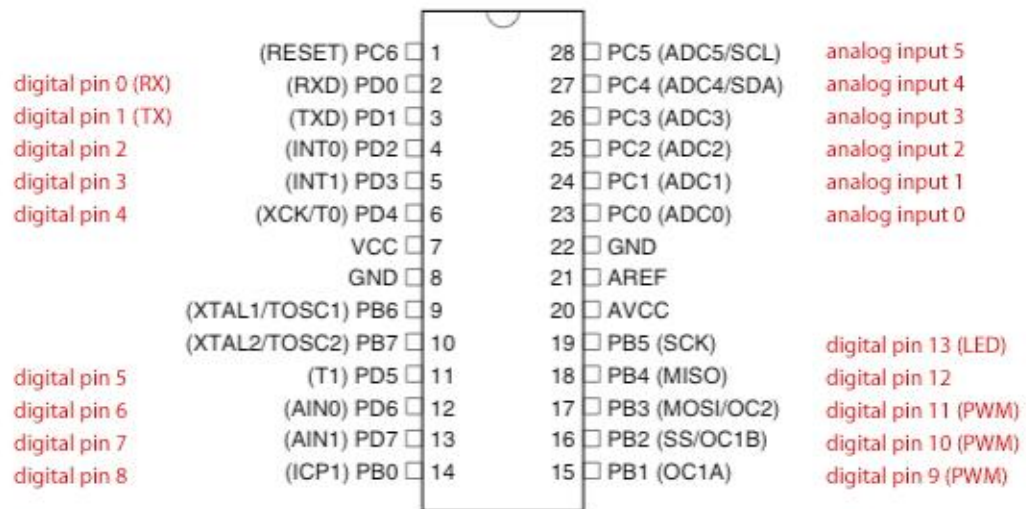 (RESET) PC6 1 28 PC5 (ADC5/SCL) analog input 5
digital pin 0 (RX) (RXD) PD0 2 27 PC4 (ADC4/SDA) analog input 4
digital pin 1 (TX) (TXD) PD1 3 26 PC3 (ADC3) analog input 3
digital pin 2 (INT0) PD2 4 25 PC2 (ADC2) analog input 2
digital pin 3 (INT1) PD3 5 24 PC1 (ADC1) analog input 1
digital pin 4 (XCK/T0) PD4 6 23 PC0 (ADC0) analog input 0
VCC 7 22 GND
GND 8 21 AREF
(XTAL1/TOSC1) PB6 9 20 AVCC
(XTAL2/TOSC2) PB7 10 19 PB5 (SCK) digital pin 13 (LED)
digital pin 5 (T1) PD5 11 18 PB4 (MISO) digital pin 12
digital pin 6 (AIN0) PD6 12 17 PB3 (MOSI/OC2) digital pin 11 (PWM)
digital pin 7 (AIN1) PD7 13 16 PB2 (SS/OC1B) digital pin 10 (PWM)
digital pin 8 (ICP1) PB0 14 15 PB1 (OC1A) digital pin 9 (PWM)